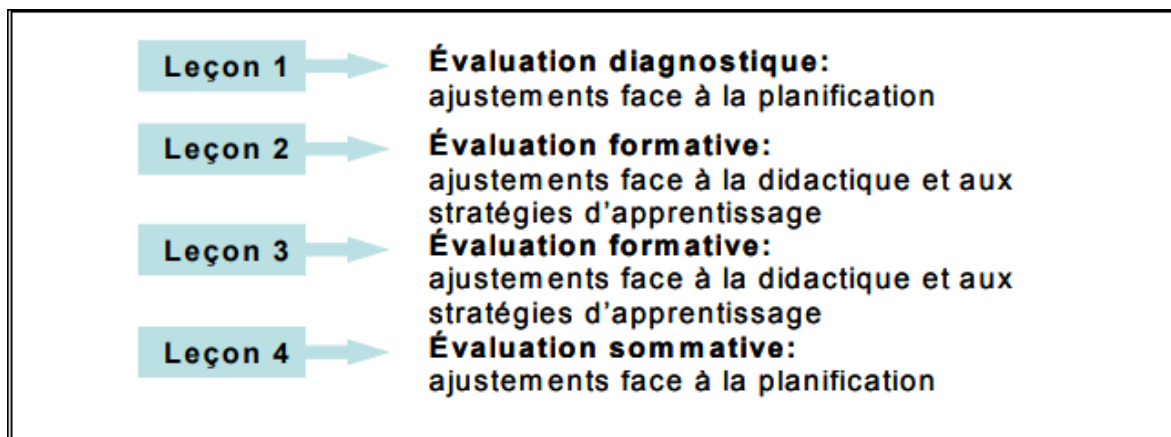 Leçon 1
Évaluation diagnostique:
ajustements face à la planification
Leçon 2
Évaluation formative:
ajustements face à la didactique et aux
stratégies d'apprentissage
Leçon 3
Évaluation formative:
ajustements face à la didactique et aux
stratégies d'apprentissage
Leçon 4
Évaluation sommative:
ajustements face à la planification